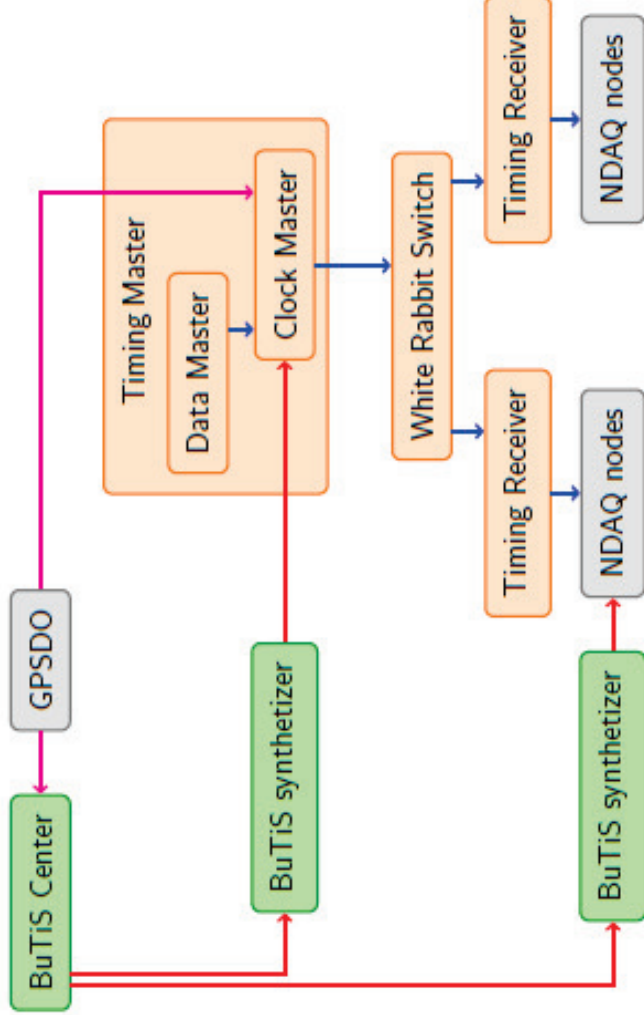 BuTiS Center
GPSDO
Timing Master
Data Master
Clock Master
BuTiS synthetizer
White Rabbit Switch
Timing Receiver
Timing Receiver
BuTiS synthetizer
NDAQ nodes
NDAQ nodes